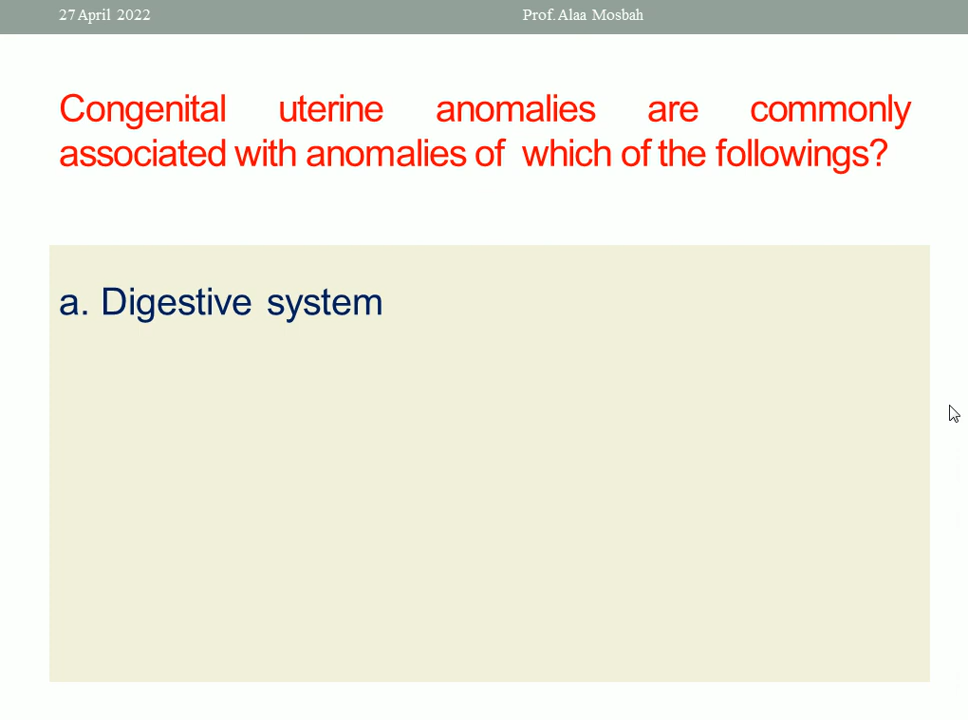 27 April 2022 Prof. Alaa Mosbah
Congenital uterine anomalies are commonly
associated with anomalies of which of the followings?
a. Digestive system